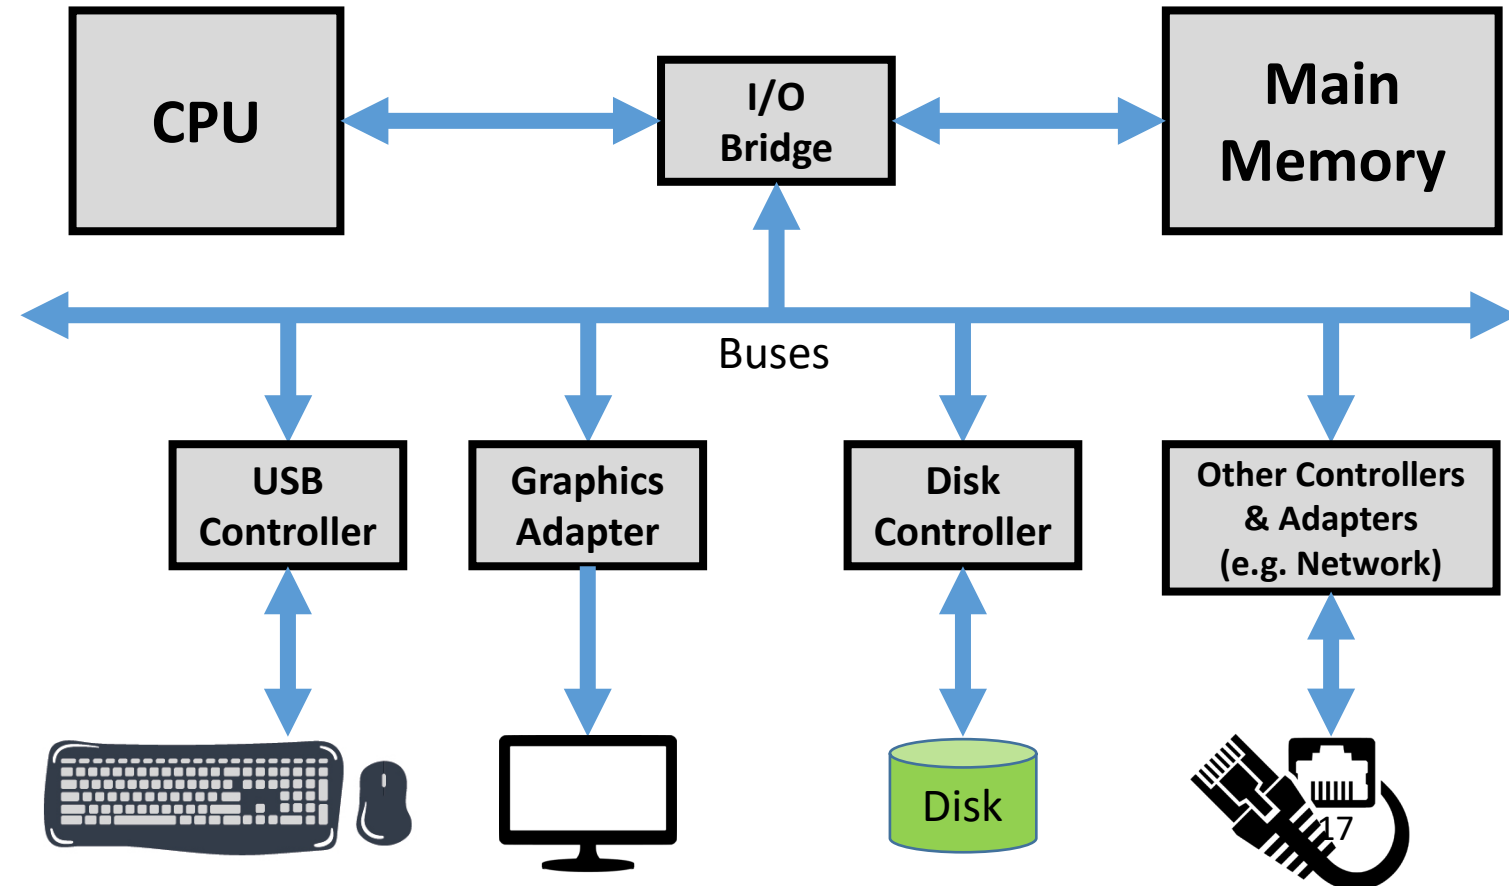 CPU
I/O
Bridge
Main
Memory
Buses
USB
Controller
Graphics
Adapter
Disk
Controller
Other Controllers
& Adapters
(e.g. Network)
Disk
17